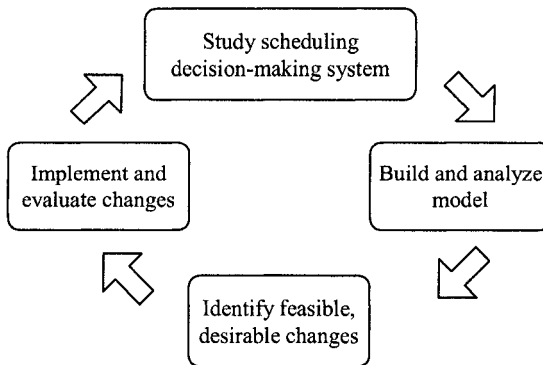 Study scheduling
decision-making system
Build and analyze
model
Identify feasible,
desirable changes
Implement and
evaluate changes